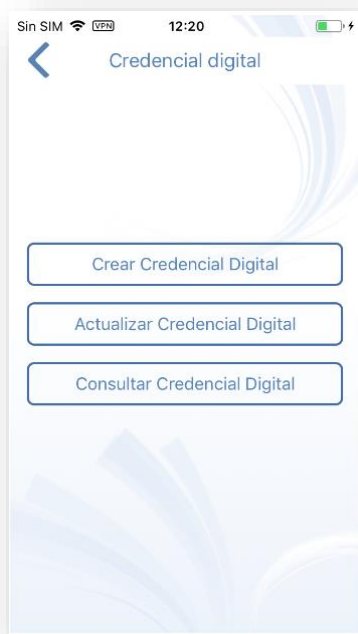 Sin SIM VPN 12:20
Credencial digital
Crear Credencial Digital
Actualizar Credencial Digital
Consultar Credencial Digital